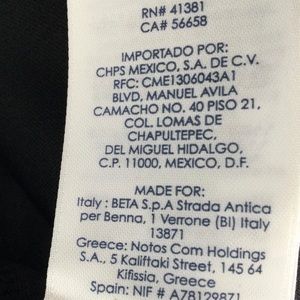 RN# 41381
CA# 56658
IMPORTADO POR:
CHPS MEXICO, S.A. DE C.V.
RFC: CME1306043A1
BLVD, MANUEL AVILA
CAMACHO NO. 40 PISO 21,
COL. LOMAS DE
CHAPULTEPEC,
DEL MIGUEL HIDALGO,
C.P. 11000, MEXICO, D.F.
MADE FOR:
Italy : BETA S.p.A Strada Antica
per Benna, 1 Verrone (BI) Italy
13871
Greece: Notos Com Holdings
S.A., 5 Kaliftaki Street, 145 64
Kifissia, Greece
Spain: NIF # A78129871